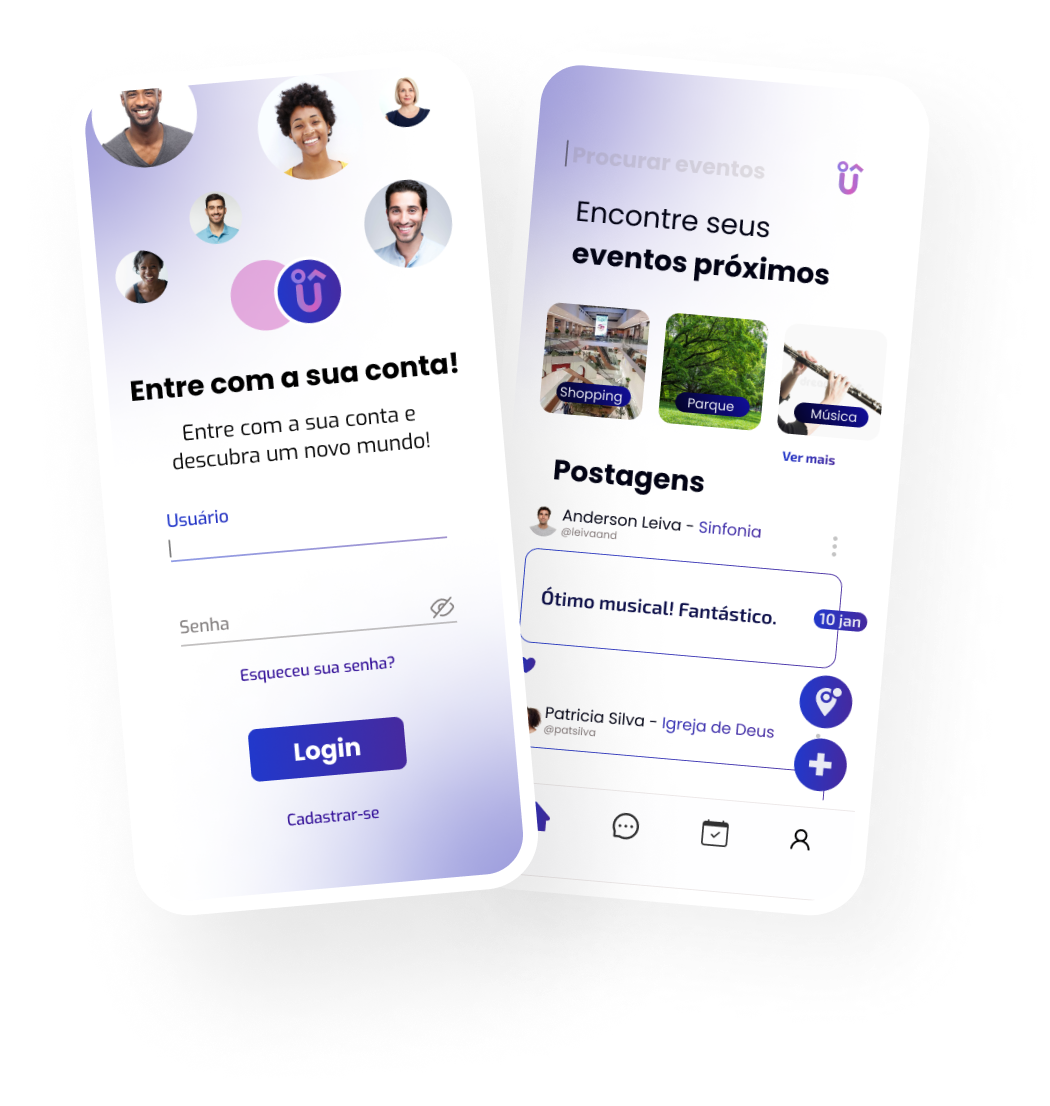 Entre com a sua conta!
Entre com a sua conta e
descubra um novo mundo!
Usuário
Senha
Esqueceu sua senha?
Login
Cadastrar-se
Procurar eventos
Encontre seus
eventos próximos
Shopping
Parque
Música
Ver mais
Postagens
Anderson Leiva - Sinfonia
@leivaand
Ótimo musical! Fantástico.
10 jan
Patricia Silva - Igreja de Deus
@patsilva